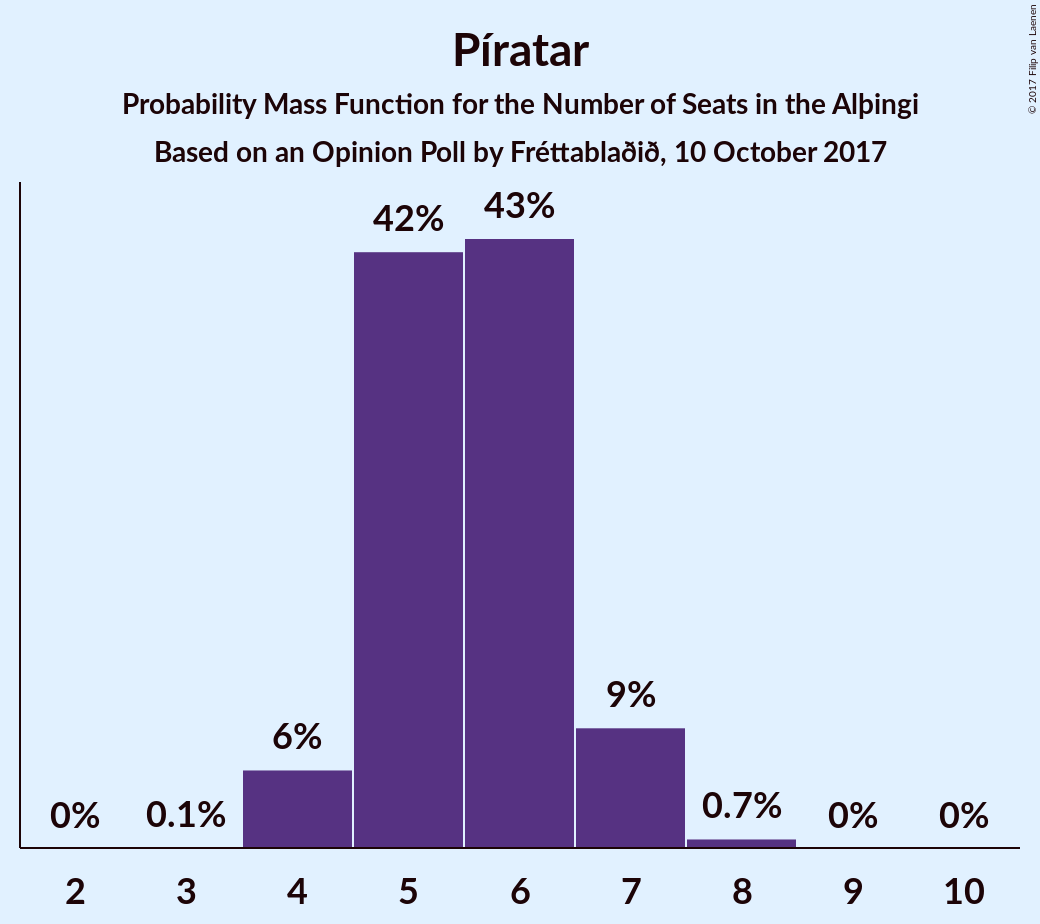 Píratar
Probability Mass Function for the Number of Seats in the Alþingi
Based on an Opinion Poll by Fréttablaðið, 10 October 2017
© 2017 Filip van Laenen
42%
43%
9%
6%
0%
0.1%
0.7%
0%
0%
2 3 4 5 6 7 8 9 10